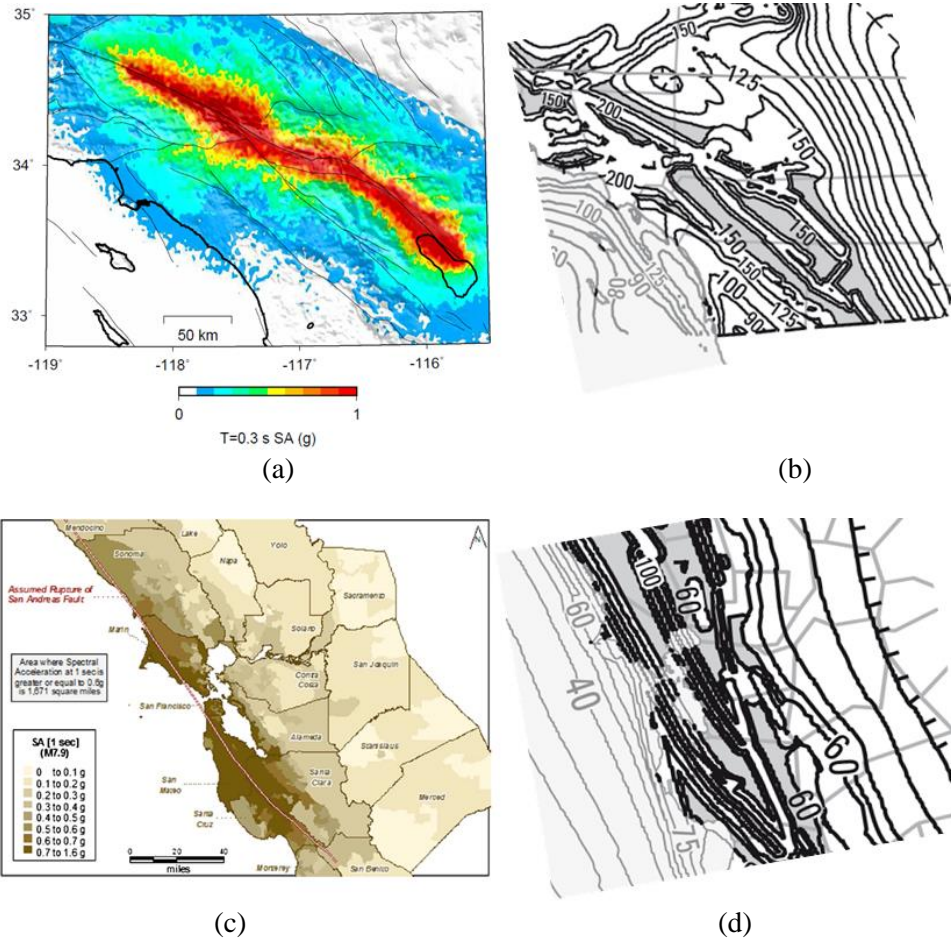 35˚
34˚
33˚
50 km
-119˚
-118˚
-117˚
-116˚
0
1
T=0.3 s SA (g)
(a)
150
125
150
200
150
200
100
125
150
150
150
100
90
125
60
80
90
(b)
Mendocino
Lake
Yolo
Sonoma
Napa
N
Assumed Rupture of
San Andreas Fault
Sacramento
Solano
Marin
Area where Spectral
Acceleration at 1 sec is
greater or equal to 0.6g
is 1,671 square miles
Contra
Costa
San Joaquin
San Francisco
Alameda
Stanislaus
SA [1 sec]
(M7.9)
0 to 0.1 g
0.1 to 0.2 g
0.2 to 0.3 g
0.3 to 0.4 g
0.4 to 0.5 g
0.5 to 0.6 g
0.6 to 0.7 g
0.7 to 1.6 g
San
Mateo
Santa
Clara
Merced
Santa
Cruz
0 20 40
miles
Monterey
San Benito
(c)
60
100
60
40
60
60
75
(d)